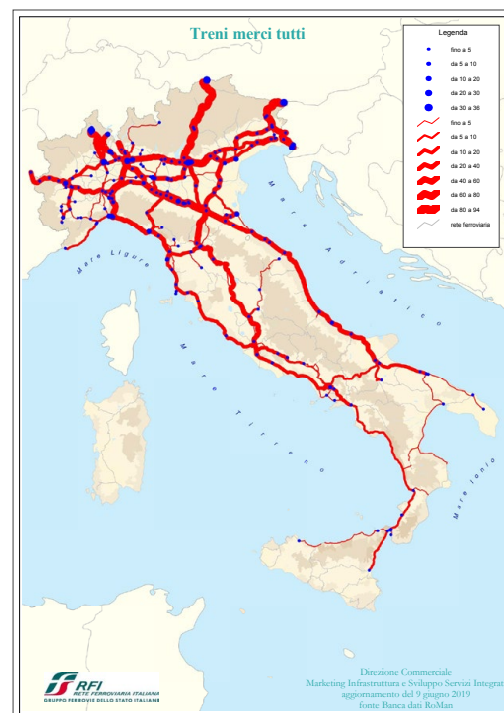 Treni merci tutti
Legenda
fino a 5
da 5 a 10
da 10 a 20
da 20 a 30
da 30 a 36
fino a 5
da 5 a 10
da 10 a 20
da 20 a 40
da 40 a 60
da 60 a 80
da 80 a 94
rete ferroviaria
Mare Adriatico
Mare Ligure
Mare Tirreno
Mare Ionio
RFI
RETE FERROVIARIA ITALIANA
GRUPPO FERROVIE DELLO STATO ITALIANE
Direzione Commerciale
Marketing Infrastruttura e Sviluppo Servizi Integrat
aggiornamento del 9 giugno 2019
fonte Banca dati RoMan